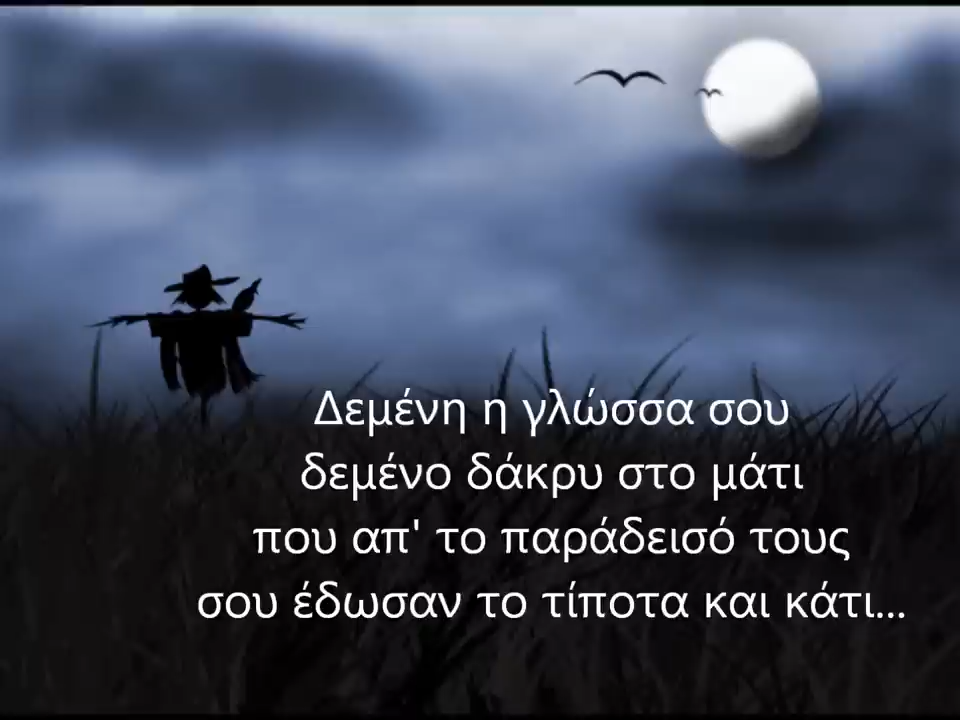 Δεμένη η γλώσσα σου
δεμένο δάκρυ στο μάτι
που απ' το παράδεισό τους
σου έδωσαν το τίποτα και κάτι...